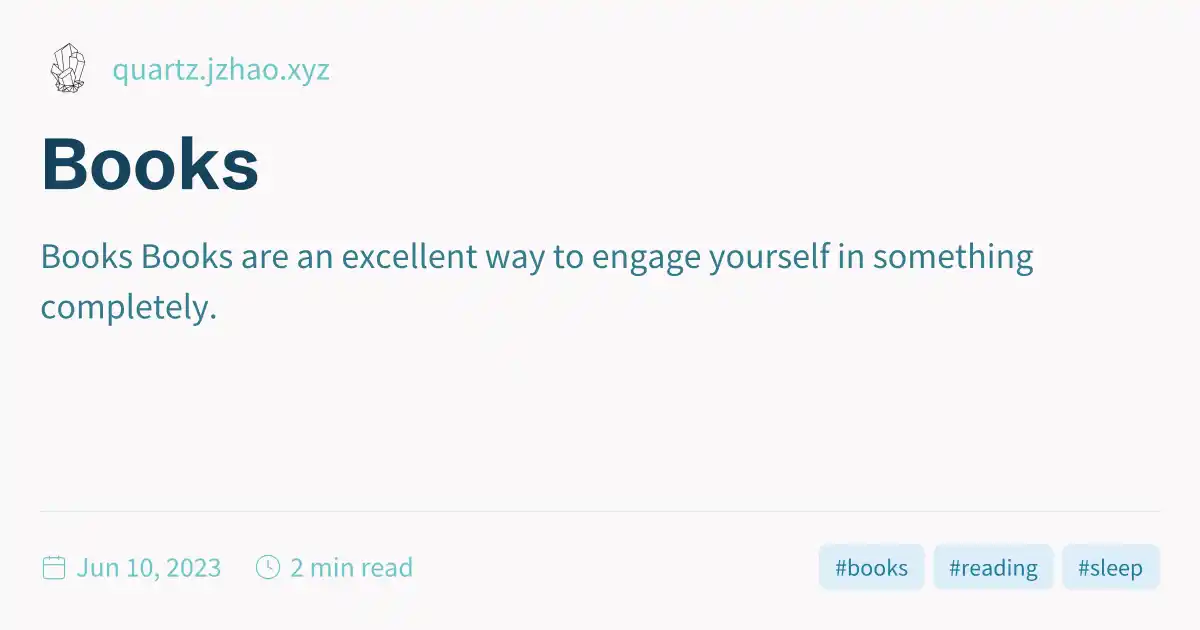 quartz.jzhao.xyz
Books
Books Books are an excellent way to engage yourself in something
completely.
Jun 10, 2023 2 min read #books #reading #sleep